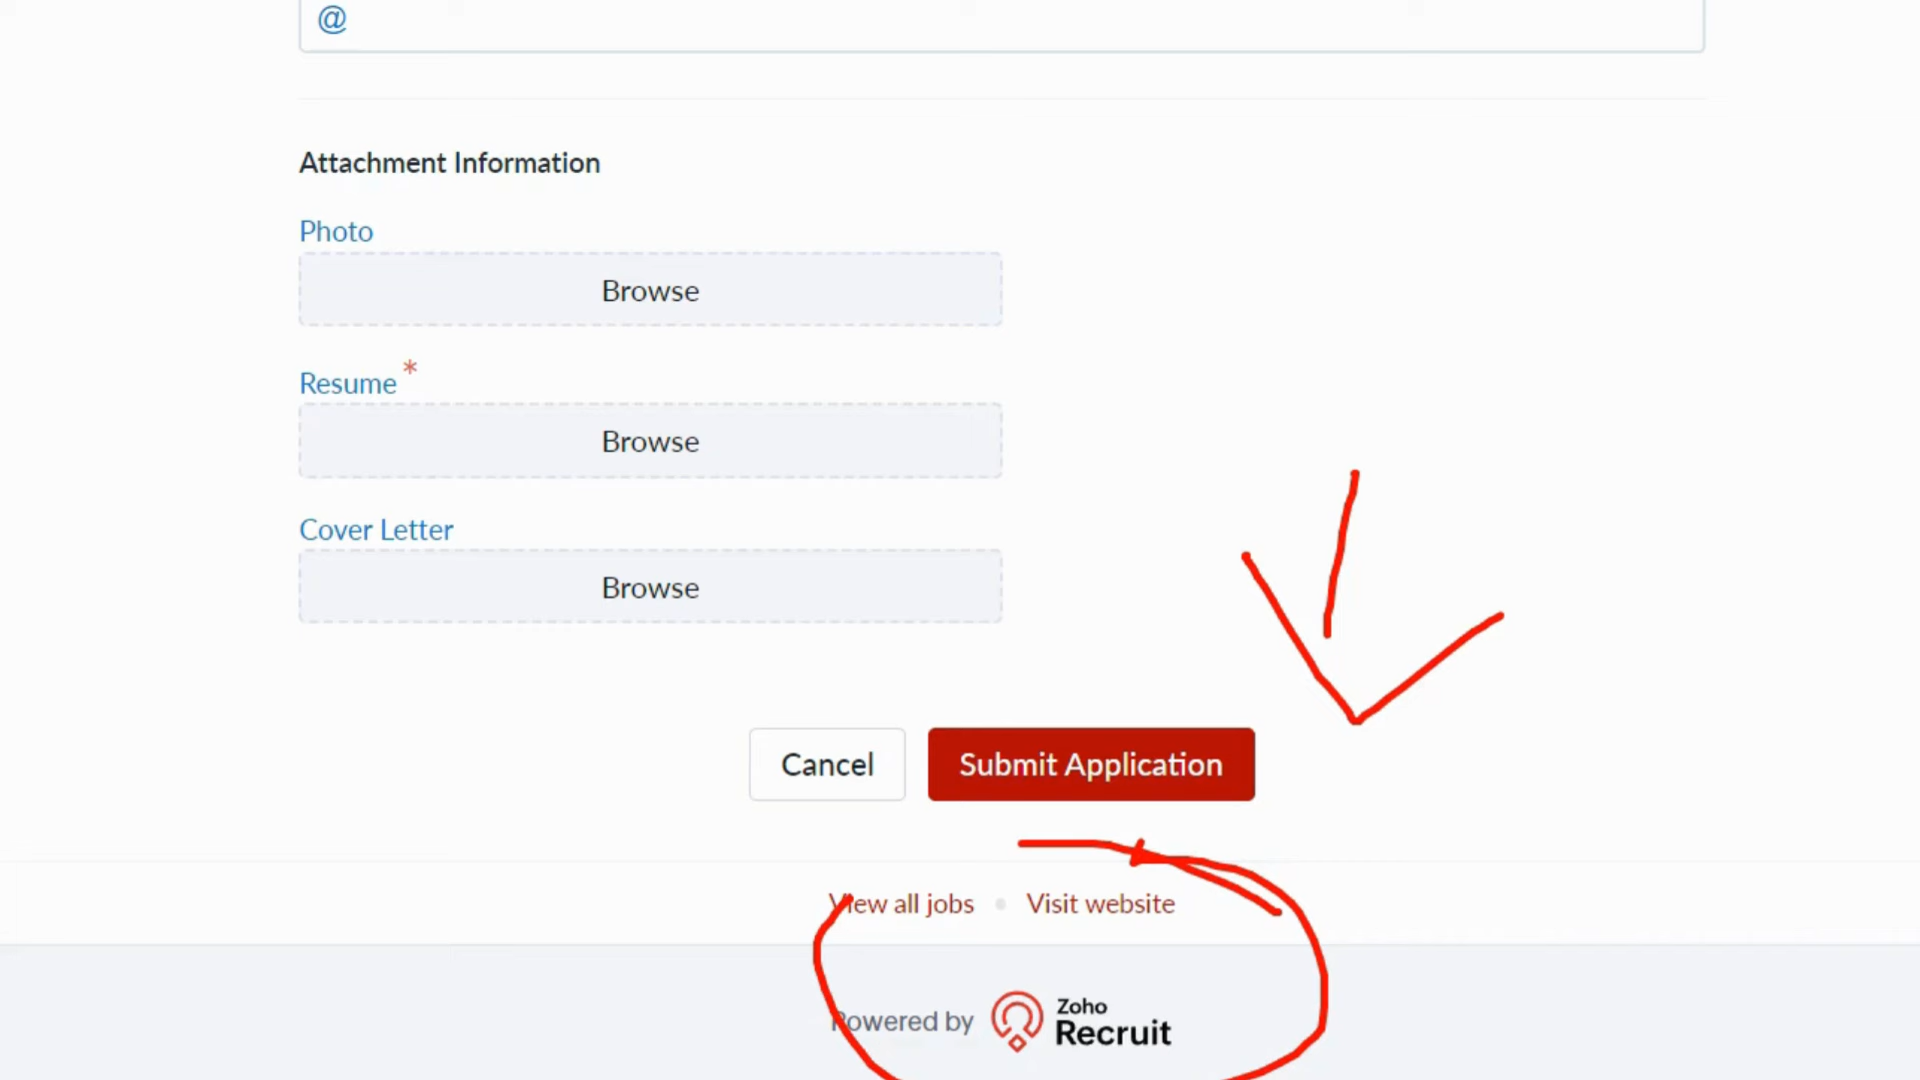 @
Attachment Information
Photo
Browse
Resume *
Browse
Cover Letter
Browse
Cancel Submit Application
View all jobs • Visit website
Powered by Zoho Recruit